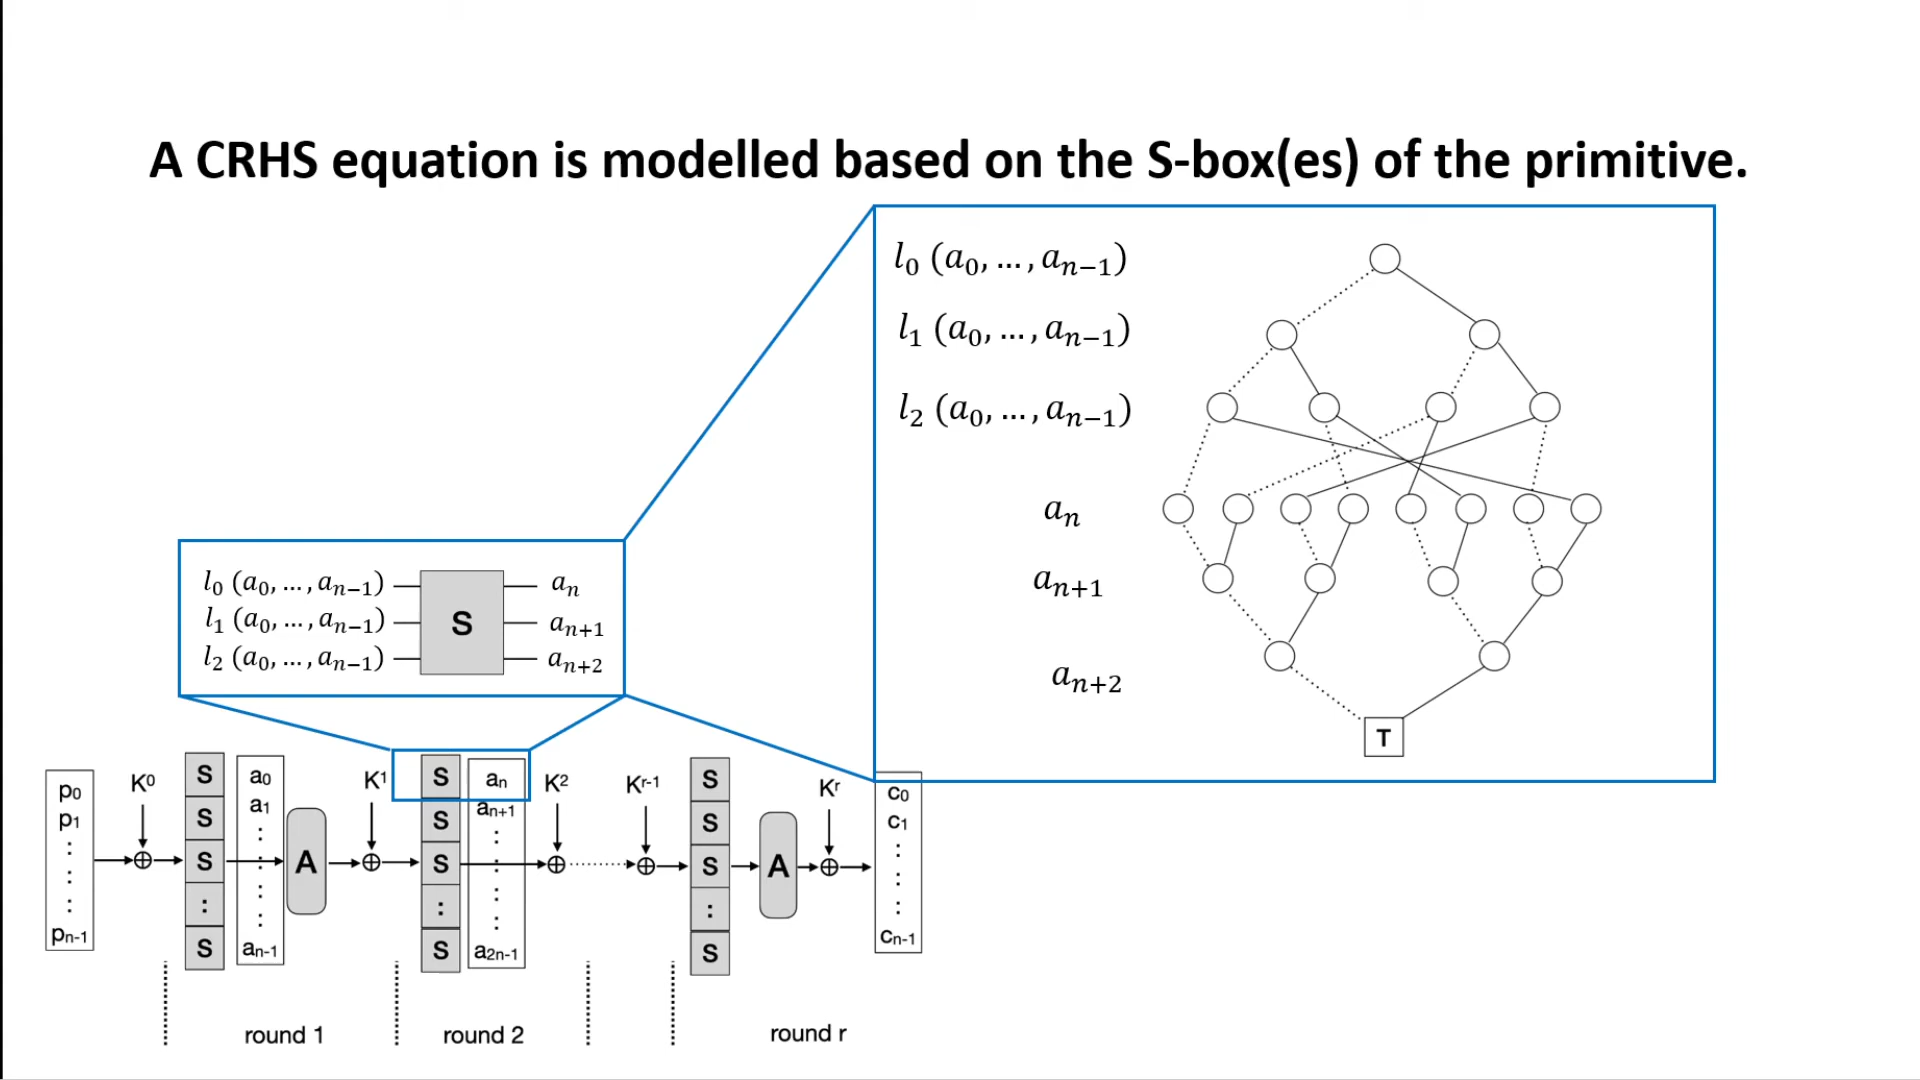 A CRHS equation is modelled based on the S-box(es) of the primitive.
l₀ (a₀, …, aₙ₋₁)
l₁ (a₀, …, aₙ₋₁)
l₂ (a₀, …, aₙ₋₁)
aₙ
aₙ₊₁
aₙ₊₂
T
l₀ (a₀, …, aₙ₋₁) S aₙ
l₁ (a₀, …, aₙ₋₁) aₙ₊₁
l₂ (a₀, …, aₙ₋₁) aₙ₊₂
p₀
p₁
⋮
pₙ₋₁
K⁰
S
S
S
:
S
a₀
a₁
⋮
aₙ₋₁
A
K¹
S
S
S
:
S
aₙ
aₙ₊₁
⋮
a₂ₙ₋₁
K²
Kʳ⁻¹
S
S
S
:
S
A
Kʳ
c₀
c₁
⋮
cₙ₋₁
round 1
round 2
round r